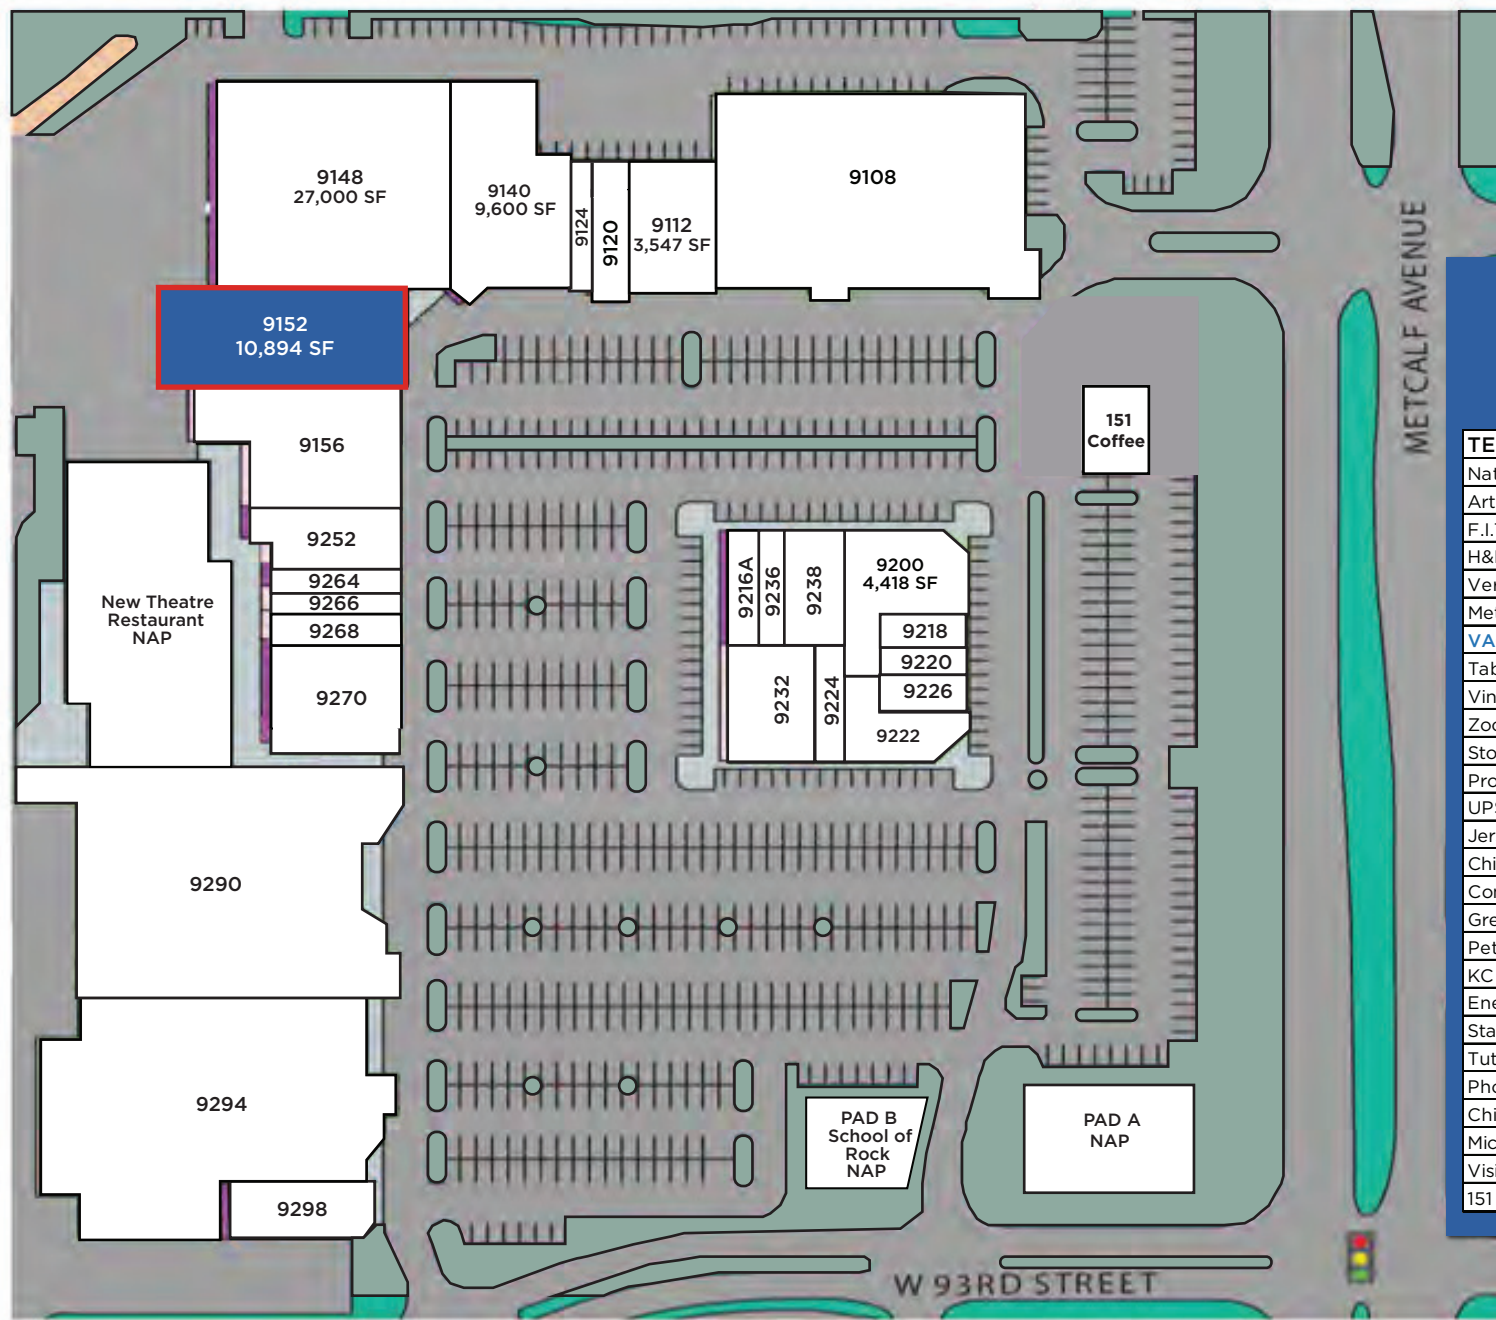 9148
27,000 SF
9140
9,600 SF
9124
9120
9112
3,547 SF
9108
METCALF AVENUE
9152
10,894 SF
9156
151
Coffee
9252
9264
9266
9268
9270
New Theatre
Restaurant
NAP
9216A
9236
9238
9200
4,418 SF
9218
9220
9226
9222
9232
9224
9290
9294
9298
PAD B
School of
Rock
NAP
PAD A
NAP
W 93RD STREET
TE
Nat
Art
F.I.
H&
Ver
Met
VA
Tab
Vin
Zoo
Sto
Pro
UPS
Jer
Chi
Cor
Gre
Pet
KC
Ene
Sta
Tut
Pho
Chi
Mic
Visi
151